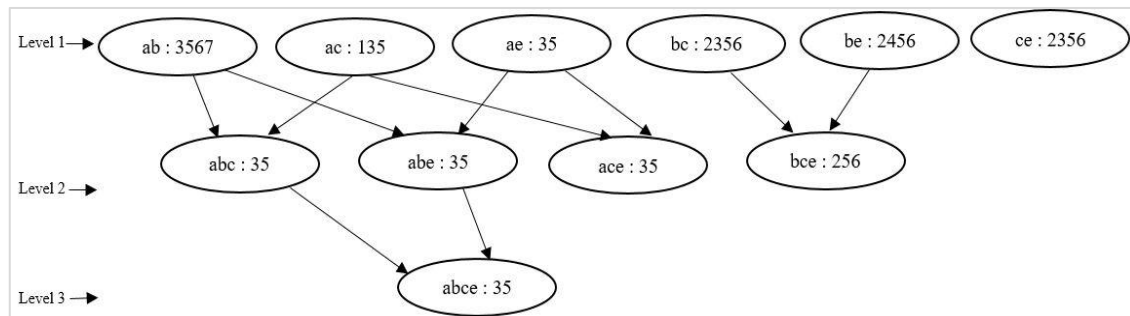 Level 1
ab : 3567
ac : 135
ae : 35
bc : 2356
be : 2456
ce : 2356
Level 2
abc : 35
abe : 35
ace : 35
bce : 256
Level 3
abce : 35